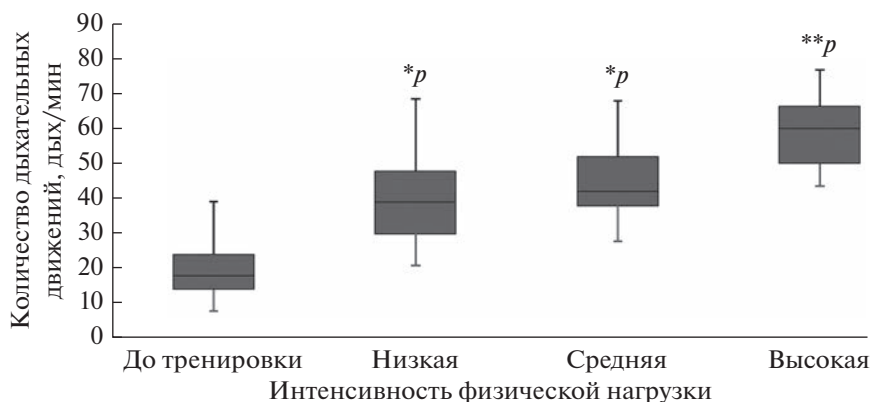 Количество дыхательных
движений, дых/мин
90
80
70
60
50
40
30
20
10
0
*p
*p
**p
До тренировки
Низкая
Средняя
Высокая
Интенсивность физической нагрузки